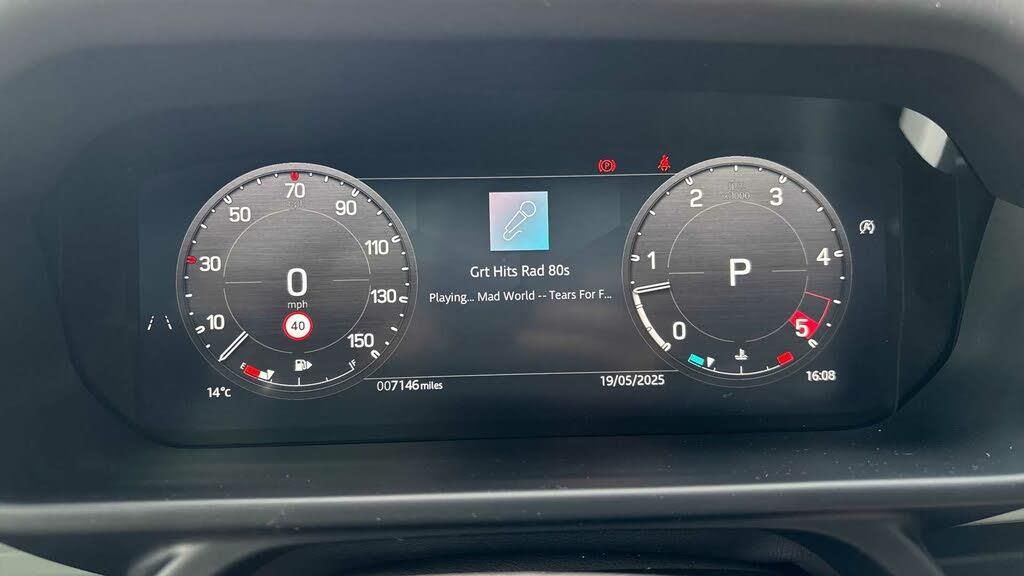 10
30
50
70
90
110
130
150
0
mph
40
E
F
14°c
007146 miles
Grt Hits Rad 80s
Playing... Mad World -- Tears For F...
19/05/2025
P
A
0
1
2
3
4
5
x1000
P
16:08